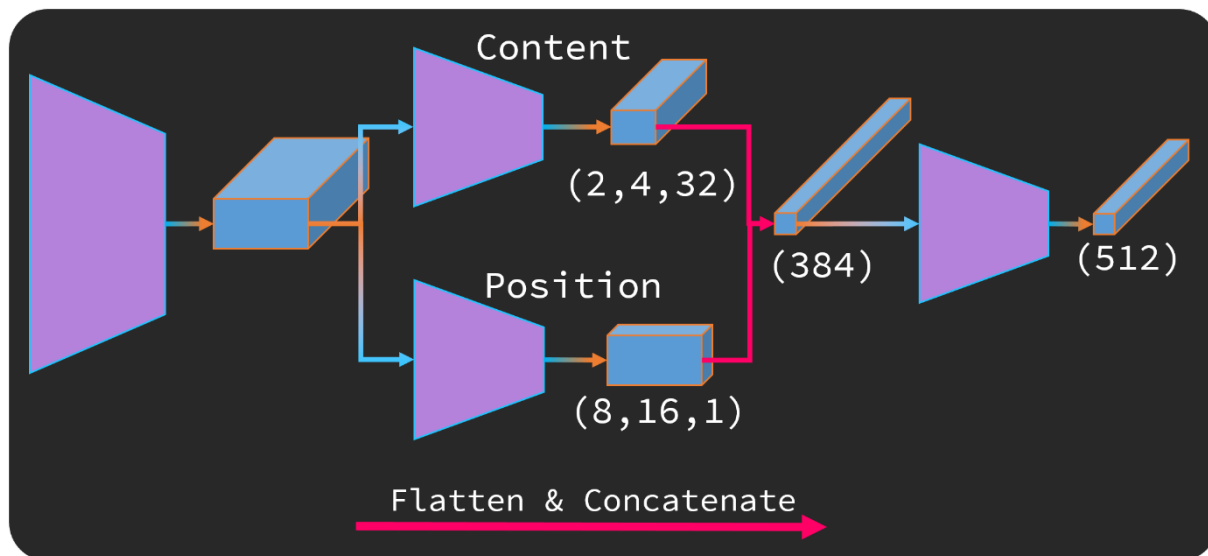 Content
(2,4,32)
Position
(8,16,1)
(384)
(512)
Flatten & Concatenate